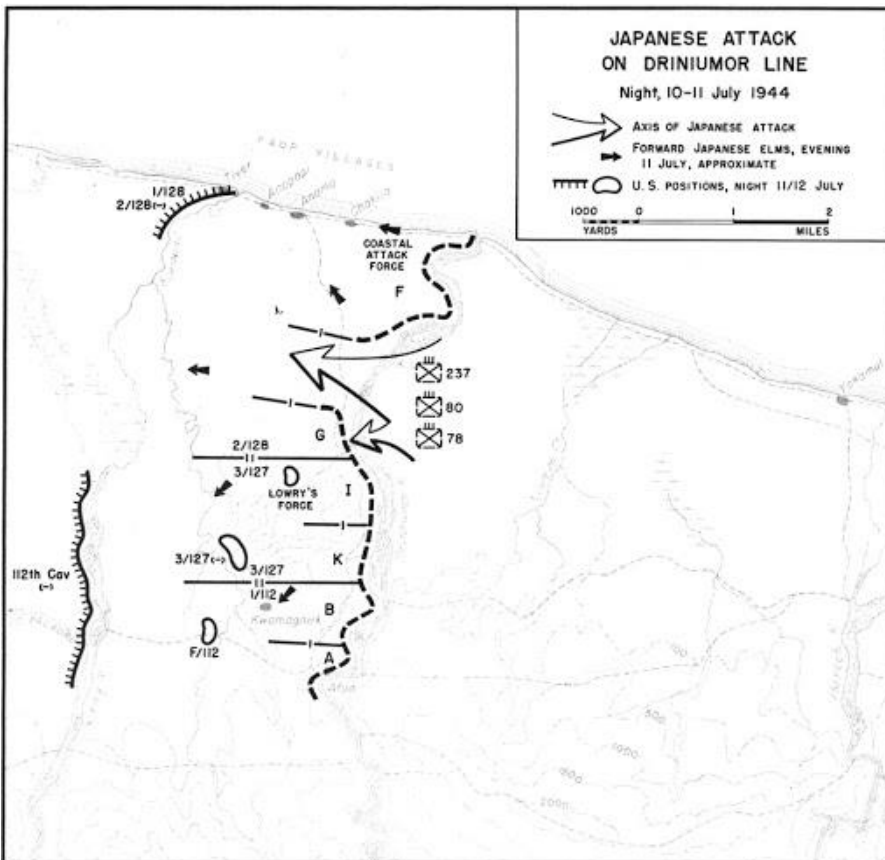 JAPANESE ATTACK
ON DRINIUMOR LINE
Night, 10-11 July 1944
AXIS OF JAPANESE ATTACK
FORWARD JAPANESE ELMS, EVENING
11 JULY, APPROXIMATE
U.S. POSITIONS, NIGHT 11/12 JULY
1000 0 1 2
YARDS MILES
PAUP VILLAGES
River
Anamo
1/128
2/128(-)
COASTAL
ATTACK
FORCE
F
237
80
78
G
2/128
3/127
LOWRY'S
FORCE
I
3/127(-)
K
3/127
1/112
112th Cav
(-)
Kwamagnirk
B
F/112
A
Afua
500
1000
1500
2000